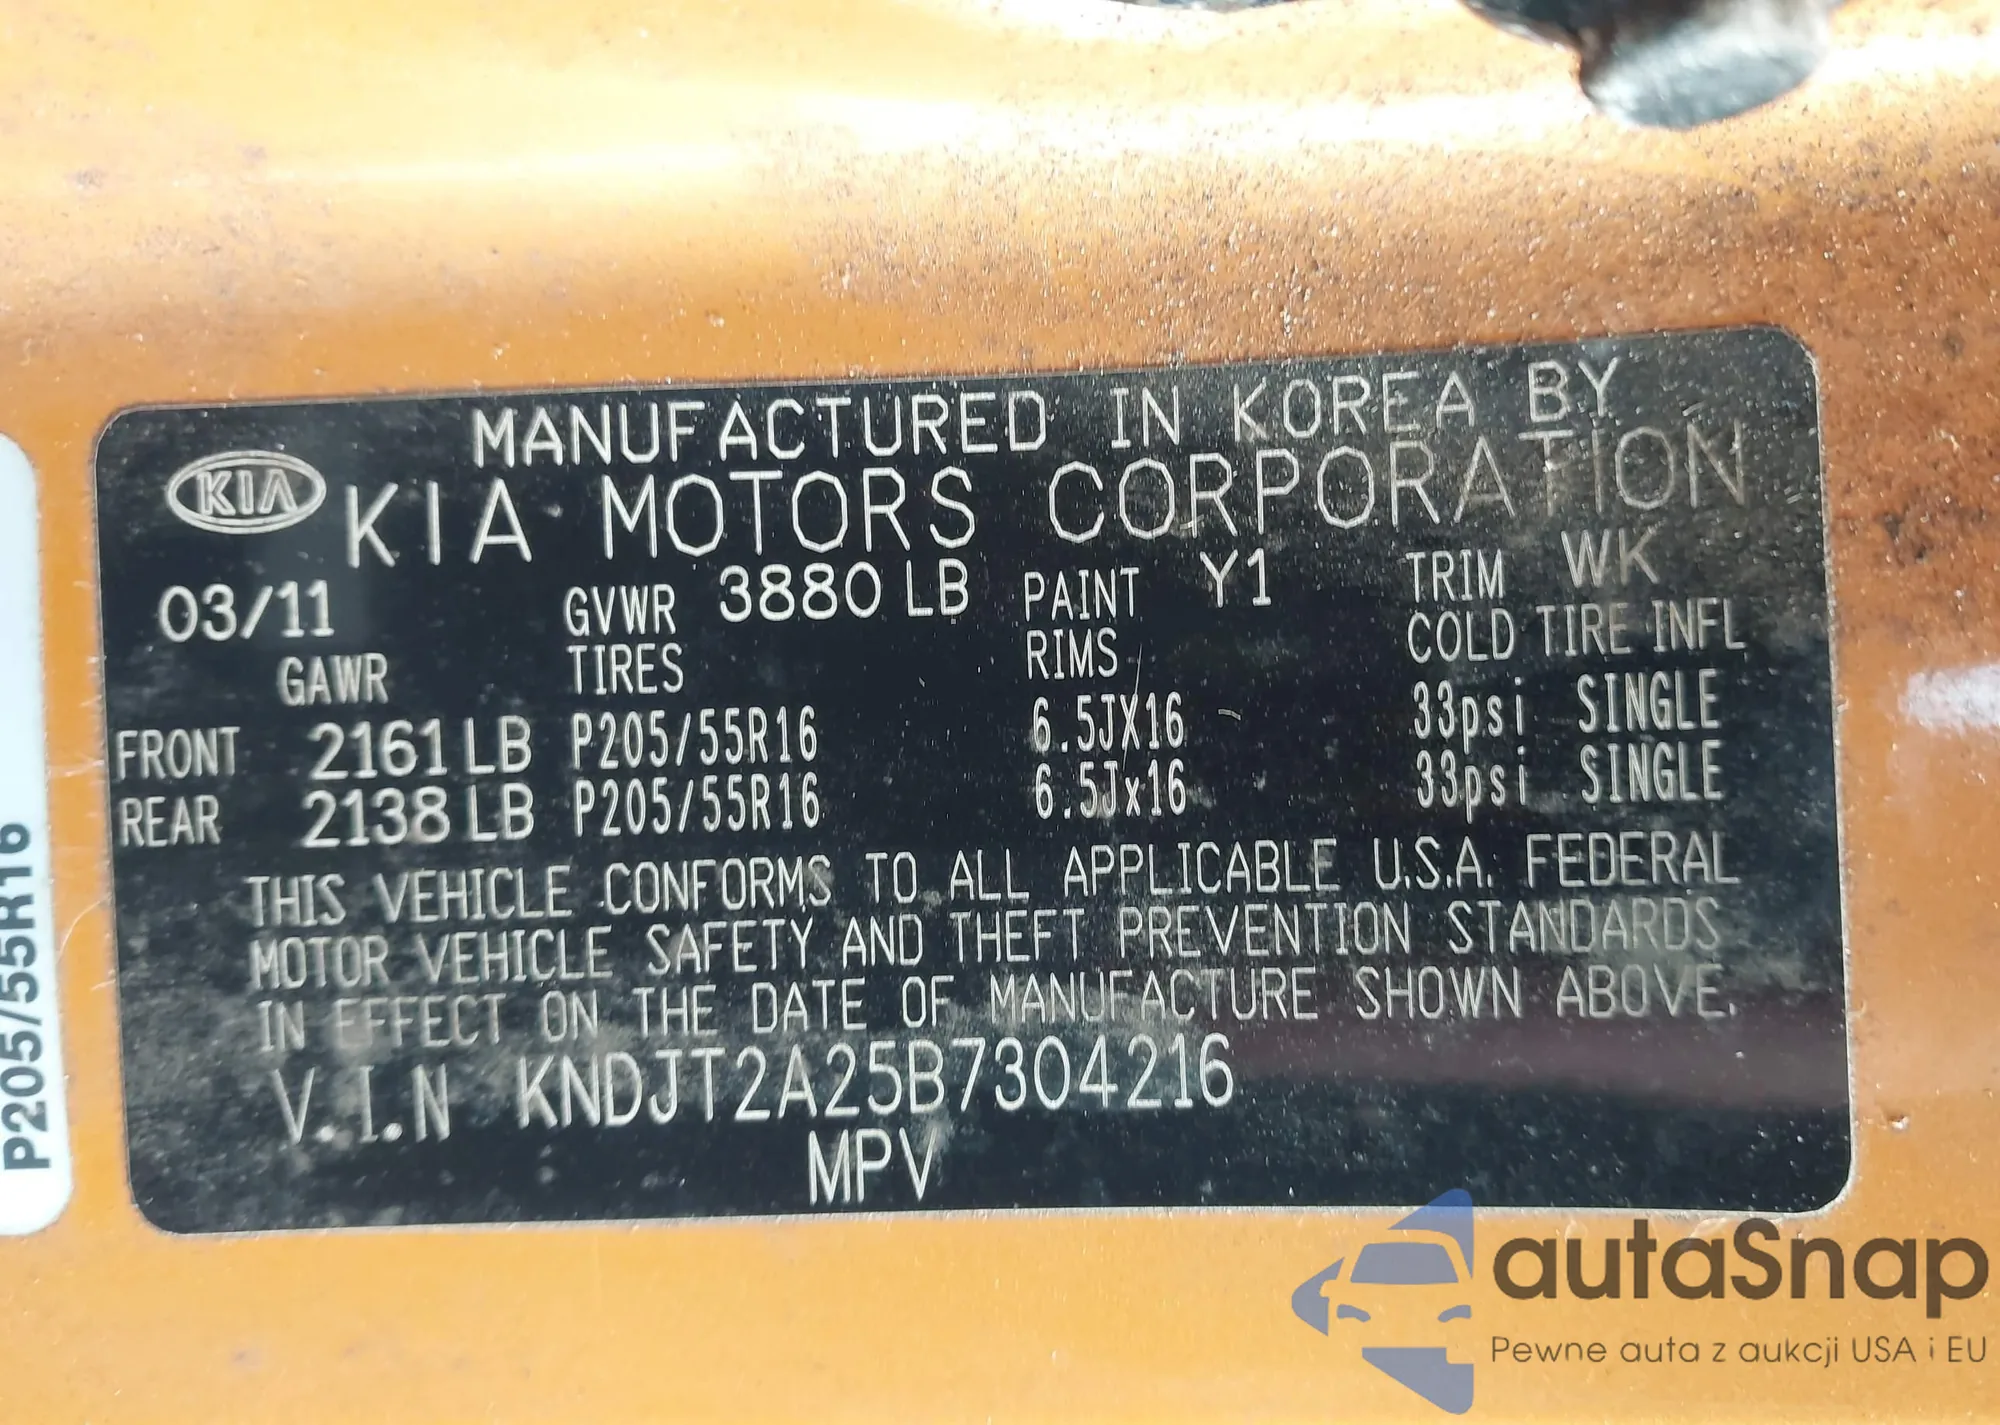 MANUFACTURED IN KOREA BY
KIA KIA MOTORS CORPORATION
03/11 GVWR 3880 LB PAINT Y1 TRIM WK
GAWR TIRES RIMS COLD TIRE INFL
FRONT 2161 LB P205/55R16 6.5JX16 33psi SINGLE
REAR 2138 LB P205/55R16 6.5Jx16 33psi SINGLE
THIS VEHICLE CONFORMS TO ALL APPLICABLE U.S.A. FEDERAL
MOTOR VEHICLE SAFETY AND THEFT PREVENTION STANDARDS
IN EFFECT ON THE DATE OF MANUFACTURE SHOWN ABOVE.
V.I.N KNDJT2A25B7304216
MPV
P205/55R16
autoSnap
Pewne auta z aukcji USA i EU